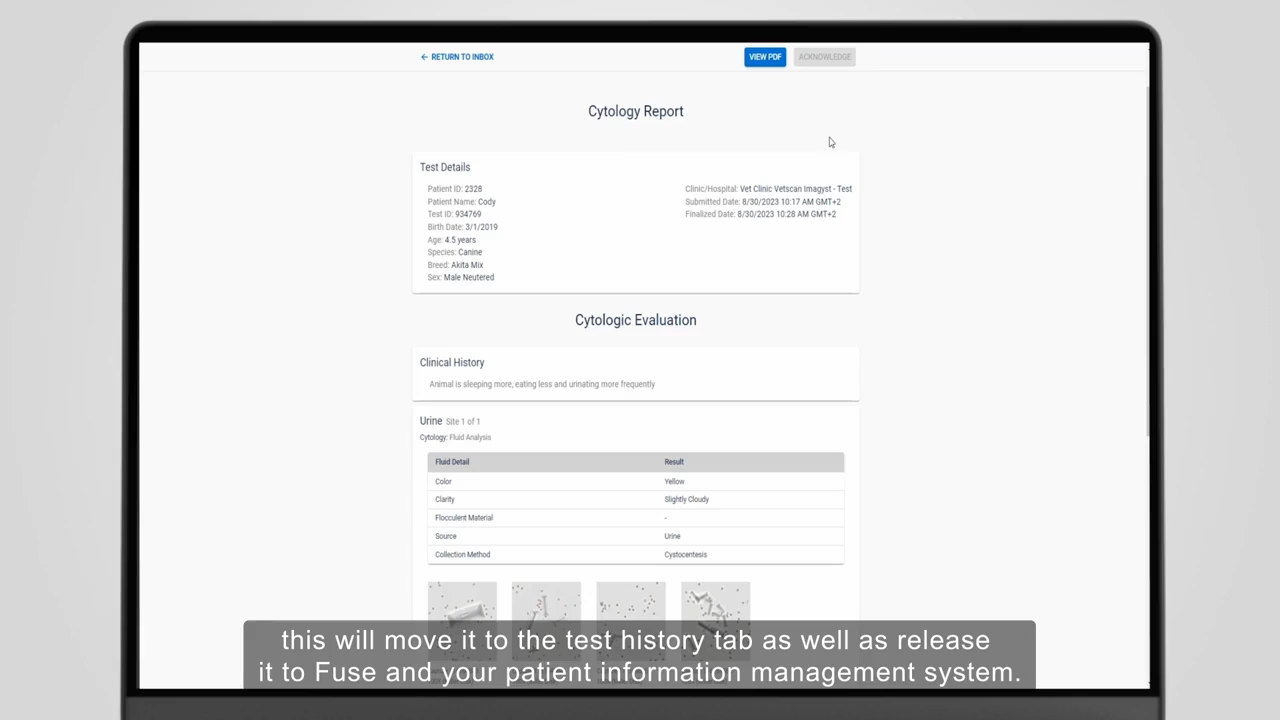 ← RETURN TO INBOX
VIEW PDF
ACKNOWLEDGE
Cytology Report
Test Details
Patient ID: 2328
Patient Name: Cody
Test ID: 934769
Birth Date: 3/1/2019
Age: 4.5 years
Species: Canine
Breed: Akita Mix
Sex: Male Neutered
Clinic/Hospital: Vet Clinic Vetscan Imagyst - Test
Submitted Date: 8/30/2023 10:17 AM GMT+2
Finalized Date: 8/30/2023 10:28 AM GMT+2
Cytologic Evaluation
Clinical History
Animal is sleeping more, eating less and urinating more frequently
Urine Site 1 of 1
Cytology: Fluid Analysis
Fluid Detail Result
Color Yellow
Clarity Slightly Cloudy
Flocculent Material -
Source Urine
Collection Method Cystocentesis
this will move it to the test history tab as well as release
it to Fuse and your patient information management system.